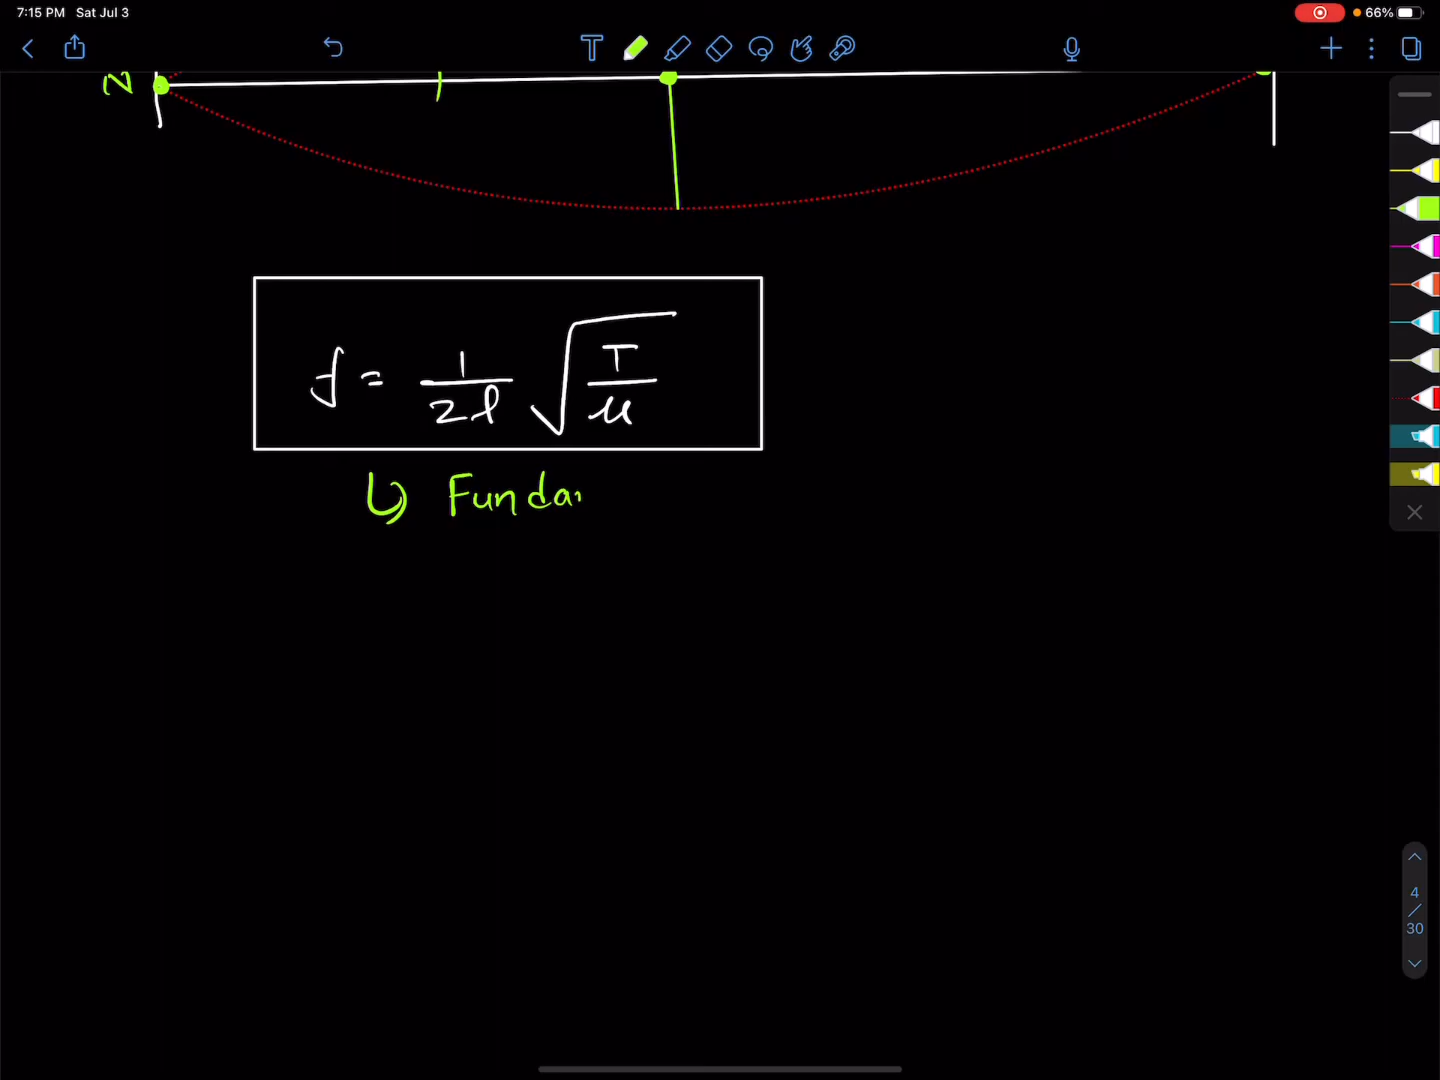 7:15 PM Sat Jul 3 66%
N
f = 1/2l √T/μ
↳ Funda
4
/
30